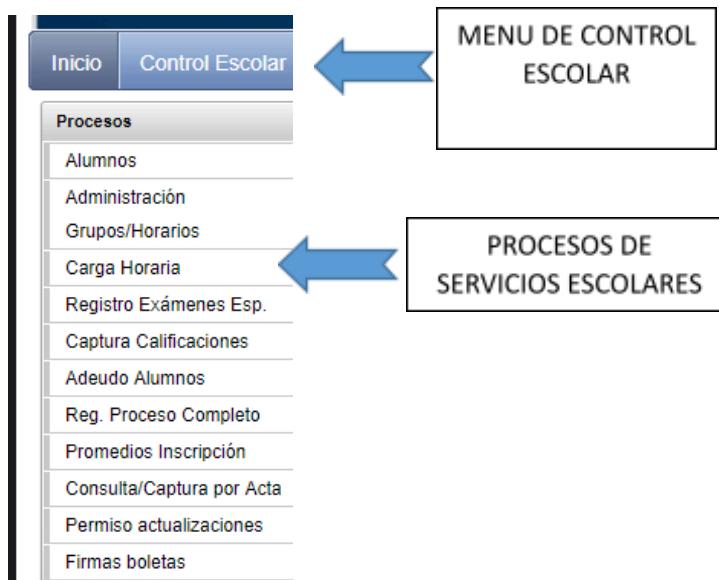 Inicio Control Escolar
MENU DE CONTROL
ESCOLAR
Procesos
Alumnos
Administración
Grupos/Horarios
Carga Horaria
PROCESOS DE
SERVICIOS ESCOLARES
Registro Exámenes Esp.
Captura Calificaciones
Adeudo Alumnos
Reg. Proceso Completo
Promedios Inscripción
Consulta/Captura por Acta
Permiso actualizaciones
Firmas boletas